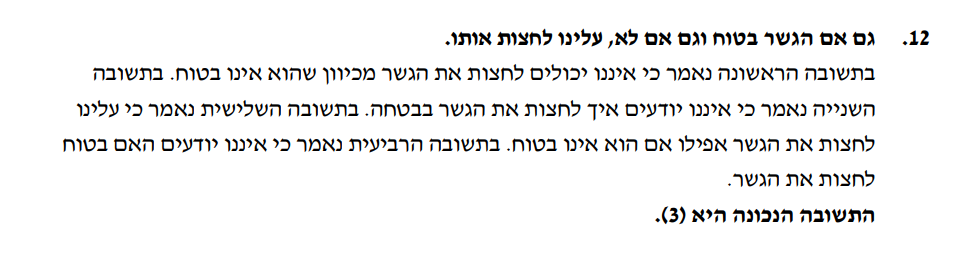 12. גם אם הגשר בטוח וגם אם לא, עלינו לחצות אותו.
בתשובה הראשונה נאמר כי איננו יכולים לחצות את הגשר מכיוון שהוא אינו בטוח. בתשובה
השנייה נאמר כי איננו יודעים איך לחצות את הגשר בבטחה. בתשובה השלישית נאמר כי עלינו
לחצות את הגשר אפילו אם הוא אינו בטוח. בתשובה הרביעית נאמר כי איננו יודעים האם בטוח
לחצות את הגשר.
התשובה הנכונה היא (3).